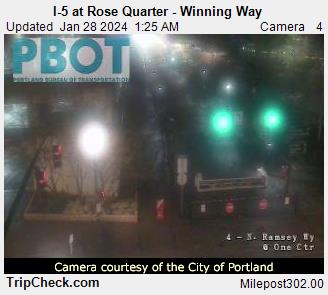 I-5 at Rose Quarter - Winning Way
Updated Jan 28 2024 1:25 AM Camera 4
PBOT
PORTLAND BUREAU OF TRANSPORTATION
4 - N. Ramsey Wy
@ One Ctr
Camera courtesy of the City of Portland
TripCheck.com Milepost302.00